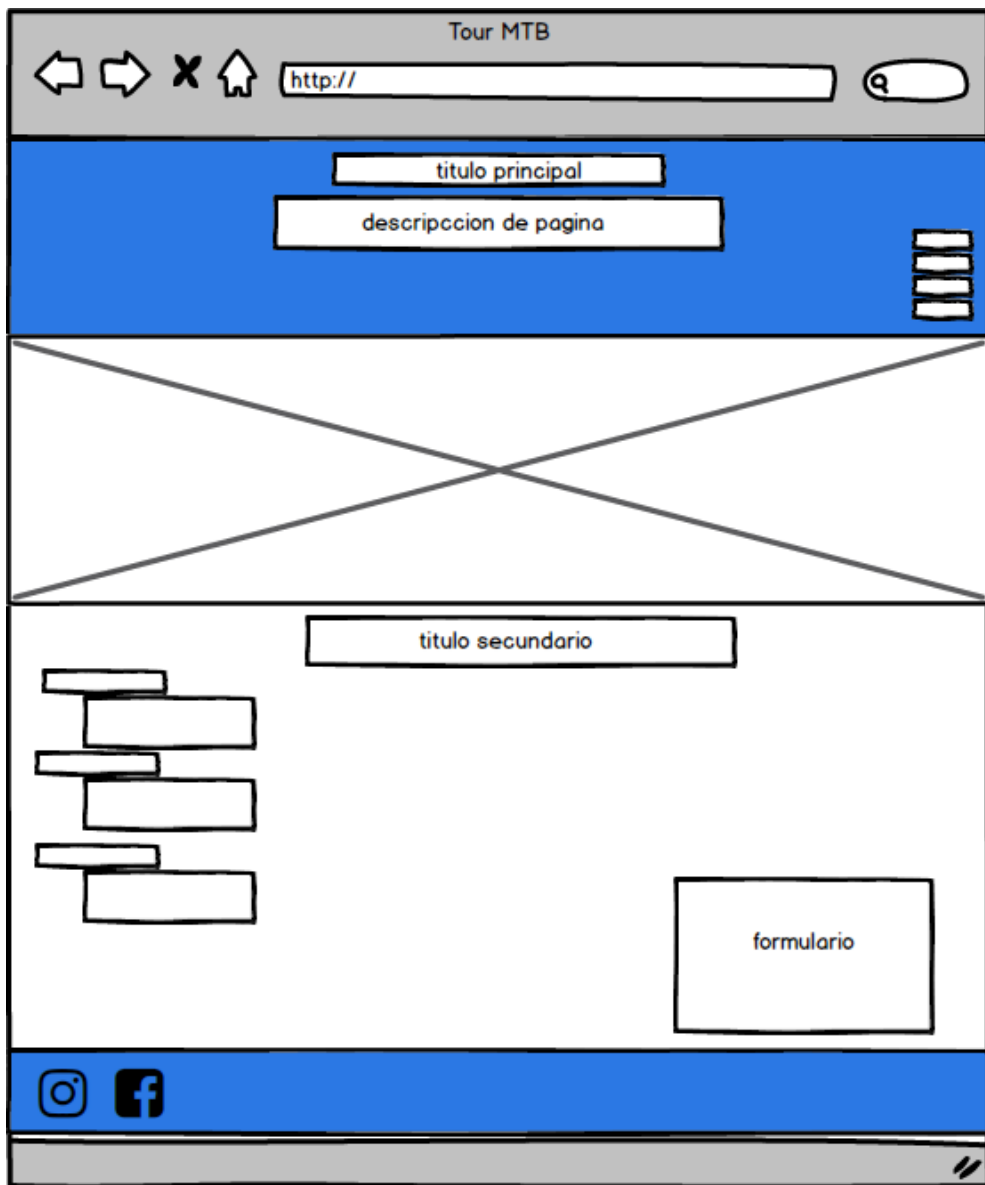 Tour MTB
http://
titulo principal
descripccion de pagina
titulo secundario
formulario